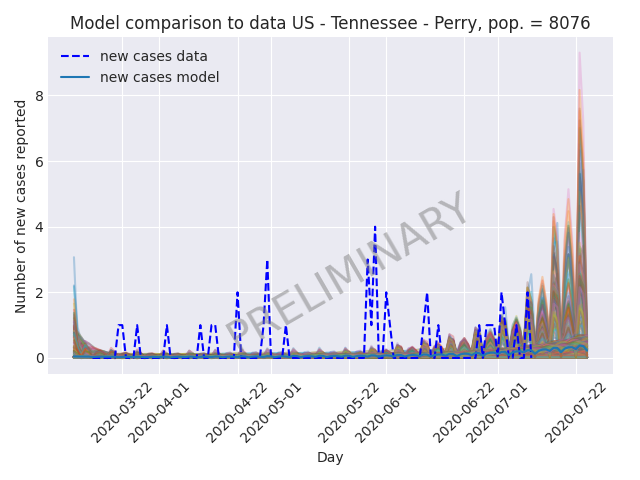 Model comparison to data US - Tennessee - Perry, pop. = 8076
new cases data
new cases model
Number of new cases reported
8
6
4
2
0
PRELIMINARY
2020-03-22
2020-04-01
2020-04-22
2020-05-01
2020-05-22
2020-06-01
2020-06-22
2020-07-01
2020-07-22
Day